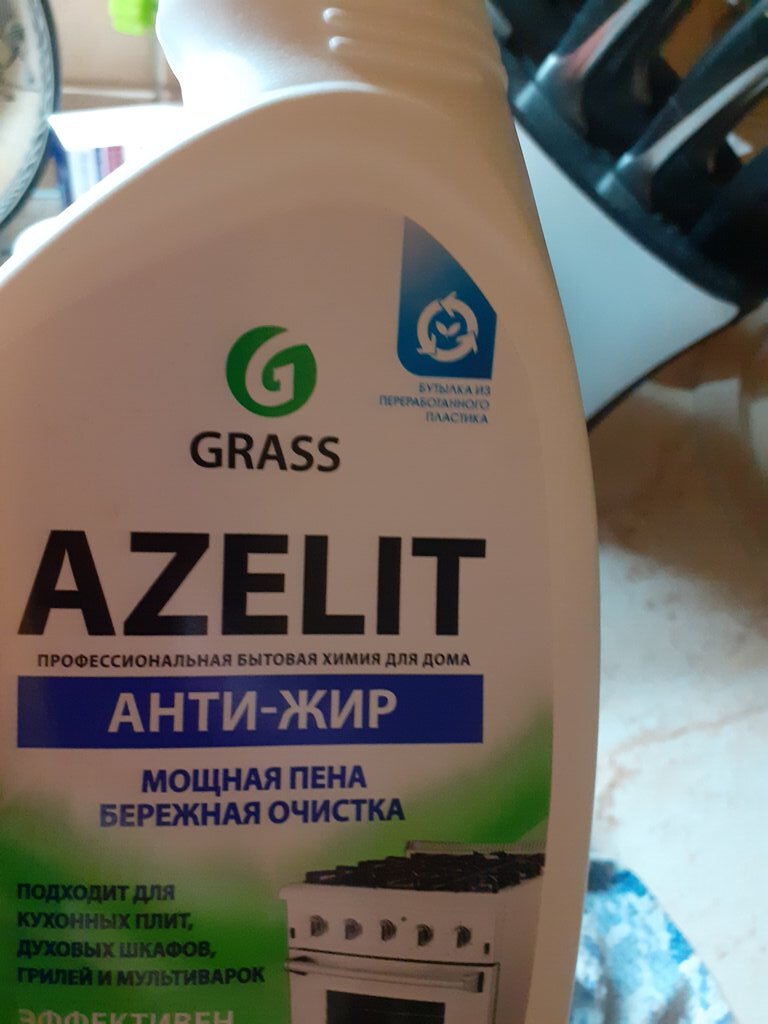 БУТЫЛКА ИЗ
ПЕРЕРАБОТАННОГО
ПЛАСТИКА
GRASS
AZELIT
ПРОФЕССИОНАЛЬНАЯ БЫТОВАЯ ХИМИЯ ДЛЯ ДОМА
АНТИ-ЖИР
МОЩНАЯ ПЕНА
БЕРЕЖНАЯ ОЧИСТКА
ПОДХОДИТ ДЛЯ
КУХОННЫХ ПЛИТ,
ДУХОВЫХ ШКАФОВ,
ГРИЛЕЙ И МУЛЬТИВАРОК
ЭФФЕКТИВЕН